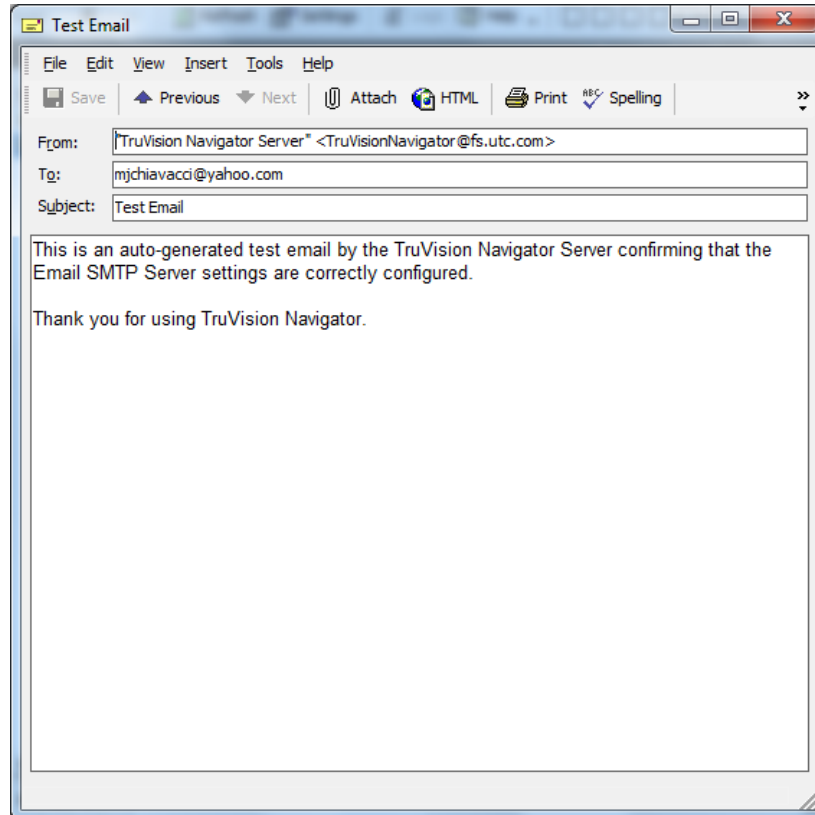 Test Email
File Edit View Insert Tools Help
Save Previous Next Attach HTML Print ABC Spelling »
From: "TruVision Navigator Server" <TruVisionNavigator@fs.utc.com>
To: mjchiavacci@yahoo.com
Subject: Test Email
This is an auto-generated test email by the TruVision Navigator Server confirming that the
Email SMTP Server settings are correctly configured.
Thank you for using TruVision Navigator.